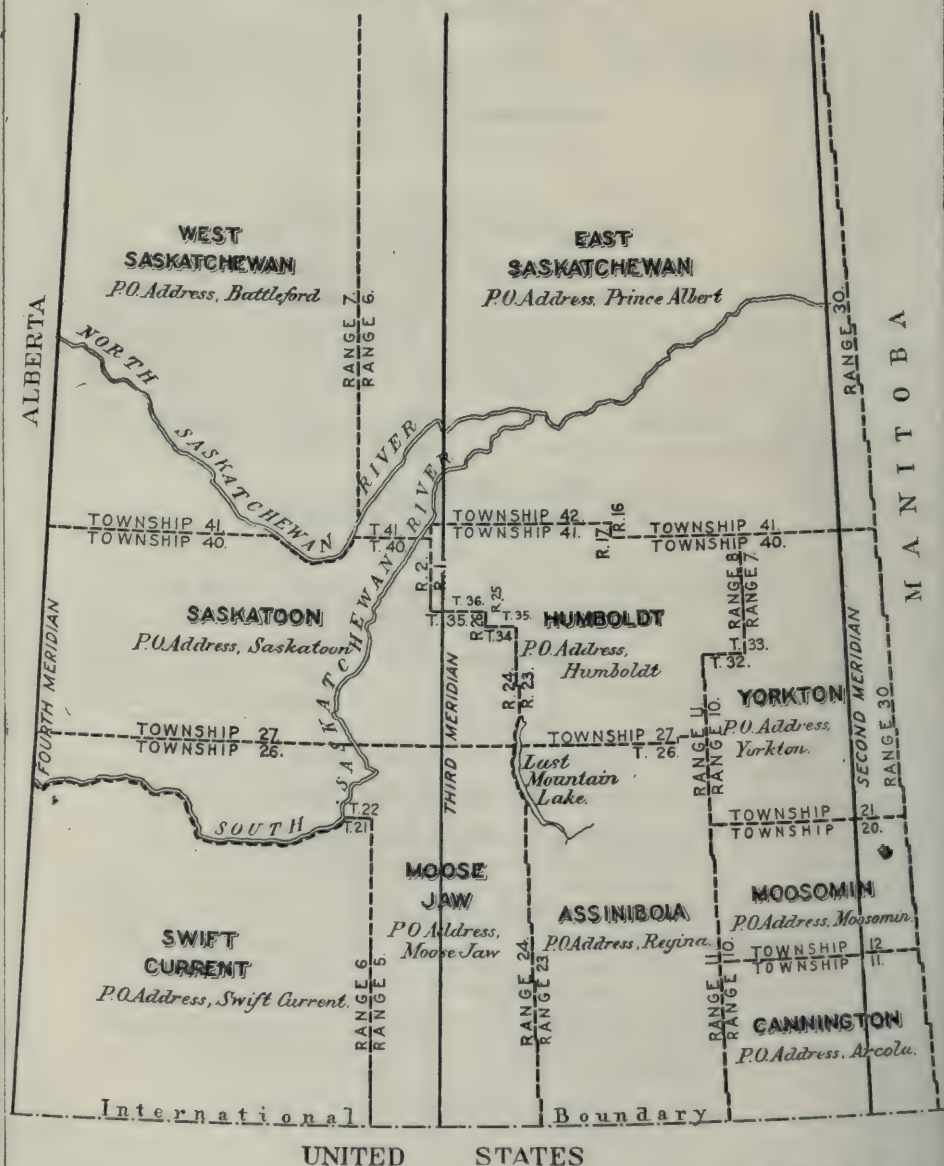 WEST
SASKATCHEWAN
P.O. Address, Battleford
EAST
SASKATCHEWAN
P.O. Address, Prince Albert
ALBERTA
MANITOBA
RANGE 7.
RANGE 6.
RANGE 30.
NORTH SASKATCHEWAN RIVER
TOWNSHIP 41.
TOWNSHIP 40.
T.41.
T.40.
TOWNSHIP 42.
TOWNSHIP 41.
R.17.
R.16
TOWNSHIP 41.
TOWNSHIP 40.
SOUTH SASKATCHEWAN RIVER
R.2.
R.1
T.36.
T.35.
R.26
R.25
T.35.
T.34
RANGE 8
RANGE 7.
T.33.
T.32.
SASKATOON
P.O. Address, Saskatoon
HUMBOLDT
P.O. Address,
Humboldt
FOURTH MERIDIAN
THIRD MERIDIAN
SECOND MERIDIAN
R.24.
R.23.
YORKTON
P.O. Address,
Yorkton.
RANGE 30
TOWNSHIP 27.
TOWNSHIP 26.
TOWNSHIP 27
T. 26.
RANGE 11
RANGE 10.
Last
Mountain
Lake.
T.22
T.21
TOWNSHIP 21
TOWNSHIP 20.
MOOSE
JAW
P.O Address,
Moose Jaw
ASSINIBOIA
P.O. Address, Regina.
MOOSOMIN
P.O. Address, Moosomin.
SWIFT
CURRENT
P.O. Address, Swift Current.
RANGE 6
RANGE 5.
RANGE 24.
RANGE 23.
RANGE 11
RANGE 10.
TOWNSHIP 12
TOWNSHIP 11.
CANNINGTON
P.O. Address, Arcola.
International Boundary
UNITED STATES